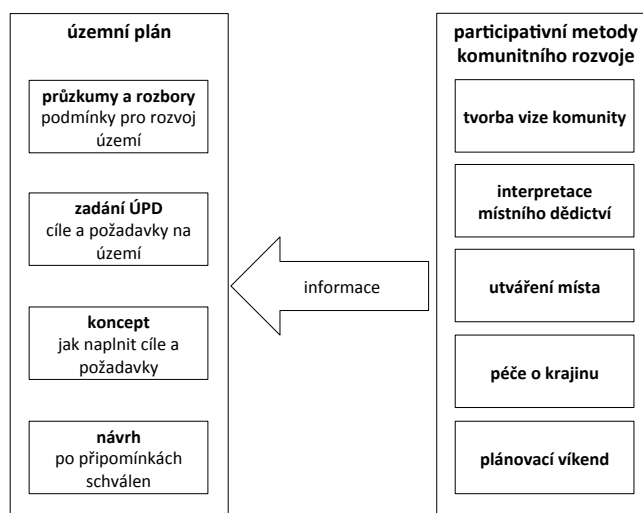 územní plán
průzkumy a rozbory
podmínky pro rozvoj
území
zadání ÚPD
cíle a požadavky na
území
koncept
jak naplnit cíle a
požadavky
návrh
po připomínkách
schválen
informace
participativní metody
komunitního rozvoje
tvorba vize komunity
interpretace
místního dědictví
utváření místa
péče o krajinu
plánovací víkend